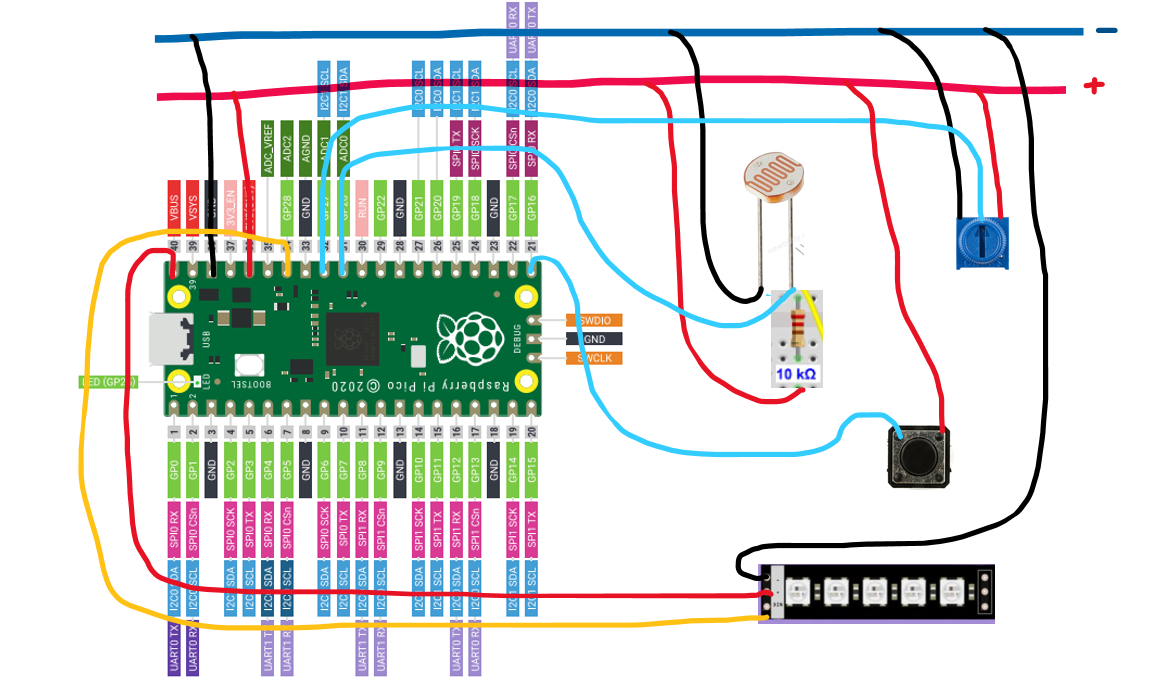 -
+
UART0 RX
UART0 TX
I2C1 SCL
I2C1 SDA
I2C0 SCL
I2C0 SDA
I2C1 SCL
I2C1 SDA
I2C0 SCL
I2C0 SDA
ADC_VREF
ADC2
AGND
ADC1
ADC0
SPI0 TX
SPI0 SCK
SPI0 CSn
SPI0 RX
VBUS
VSYS
GND
3V3_EN
GP28
GND
GP27
GP26
RUN
GP22
GND
GP21
GP20
GP19
GP18
GND
GP17
GP16
40
39
37
35
33
32
31
30
29
28
27
26
25
24
23
22
21
39
USB
BOOTSEL
LED
1
2
Raspberry Pi Pico © 2020
DEBUG
SWDIO
GND
SWCLK
LED (GP25)
10 kΩ
1
2
3
4
5
6
7
8
9
10
11
12
13
14
15
16
17
18
19
20
GP0
GP1
GND
GP2
GP3
GP4
GP5
GND
GP6
GP7
GP8
GP9
GND
GP10
GP11
GP12
GP13
GND
GP14
GP15
SPI0 RX
SPI0 CSn
SPI0 SCK
SPI0 TX
SPI0 RX
SPI0 CSn
SPI0 SCK
SPI0 TX
SPI1 RX
SPI1 CSn
SPI1 SCK
SPI1 TX
SPI1 RX
SPI1 CSn
SPI1 SCK
SPI1 TX
I2C0 SDA
I2C0 SCL
I2C1 SDA
I2C1 SCL
I2C0 SDA
I2C0 SCL
I2C1 SDA
I2C1 SCL
I2C0 SDA
I2C0 SCL
I2C1 SDA
I2C1 SCL
I2C0 SDA
I2C0 SCL
I2C1 SDA
I2C1 SCL
UART0 TX
UART0 RX
UART1 TX
UART1 RX
UART1 TX
UART1 RX
UART0 TX
UART0 RX